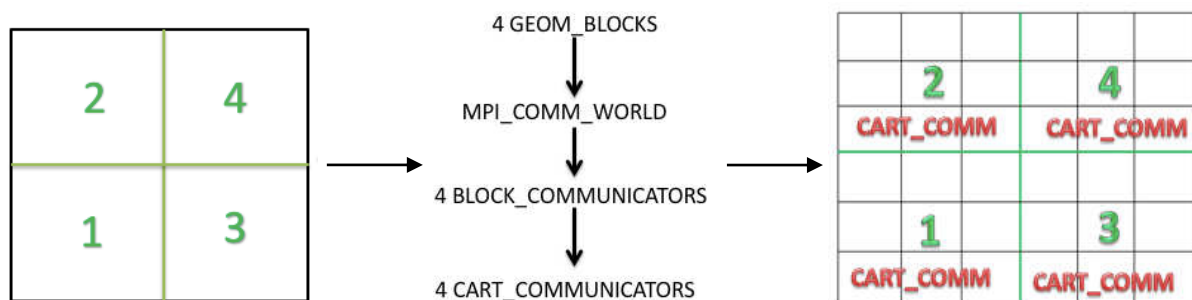 2 4
1 3
4 GEOM_BLOCKS
MPI_COMM_WORLD
4 BLOCK_COMMUNICATORS
4 CART_COMMUNICATORS
2 4
CART_COMM CART_COMM
1 3
CART_COMM CART_COMM